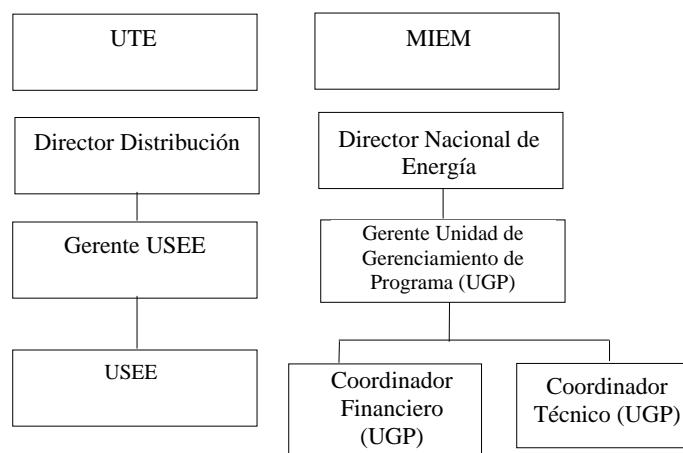 UTE
MIEM
Director Distribución
Director Nacional de
Energía
Gerente USEE
Gerente Unidad de
Gerenciamiento de
Programa (UGP)
USEE
Coordinador
Financiero
(UGP)
Coordinador
Técnico (UGP)